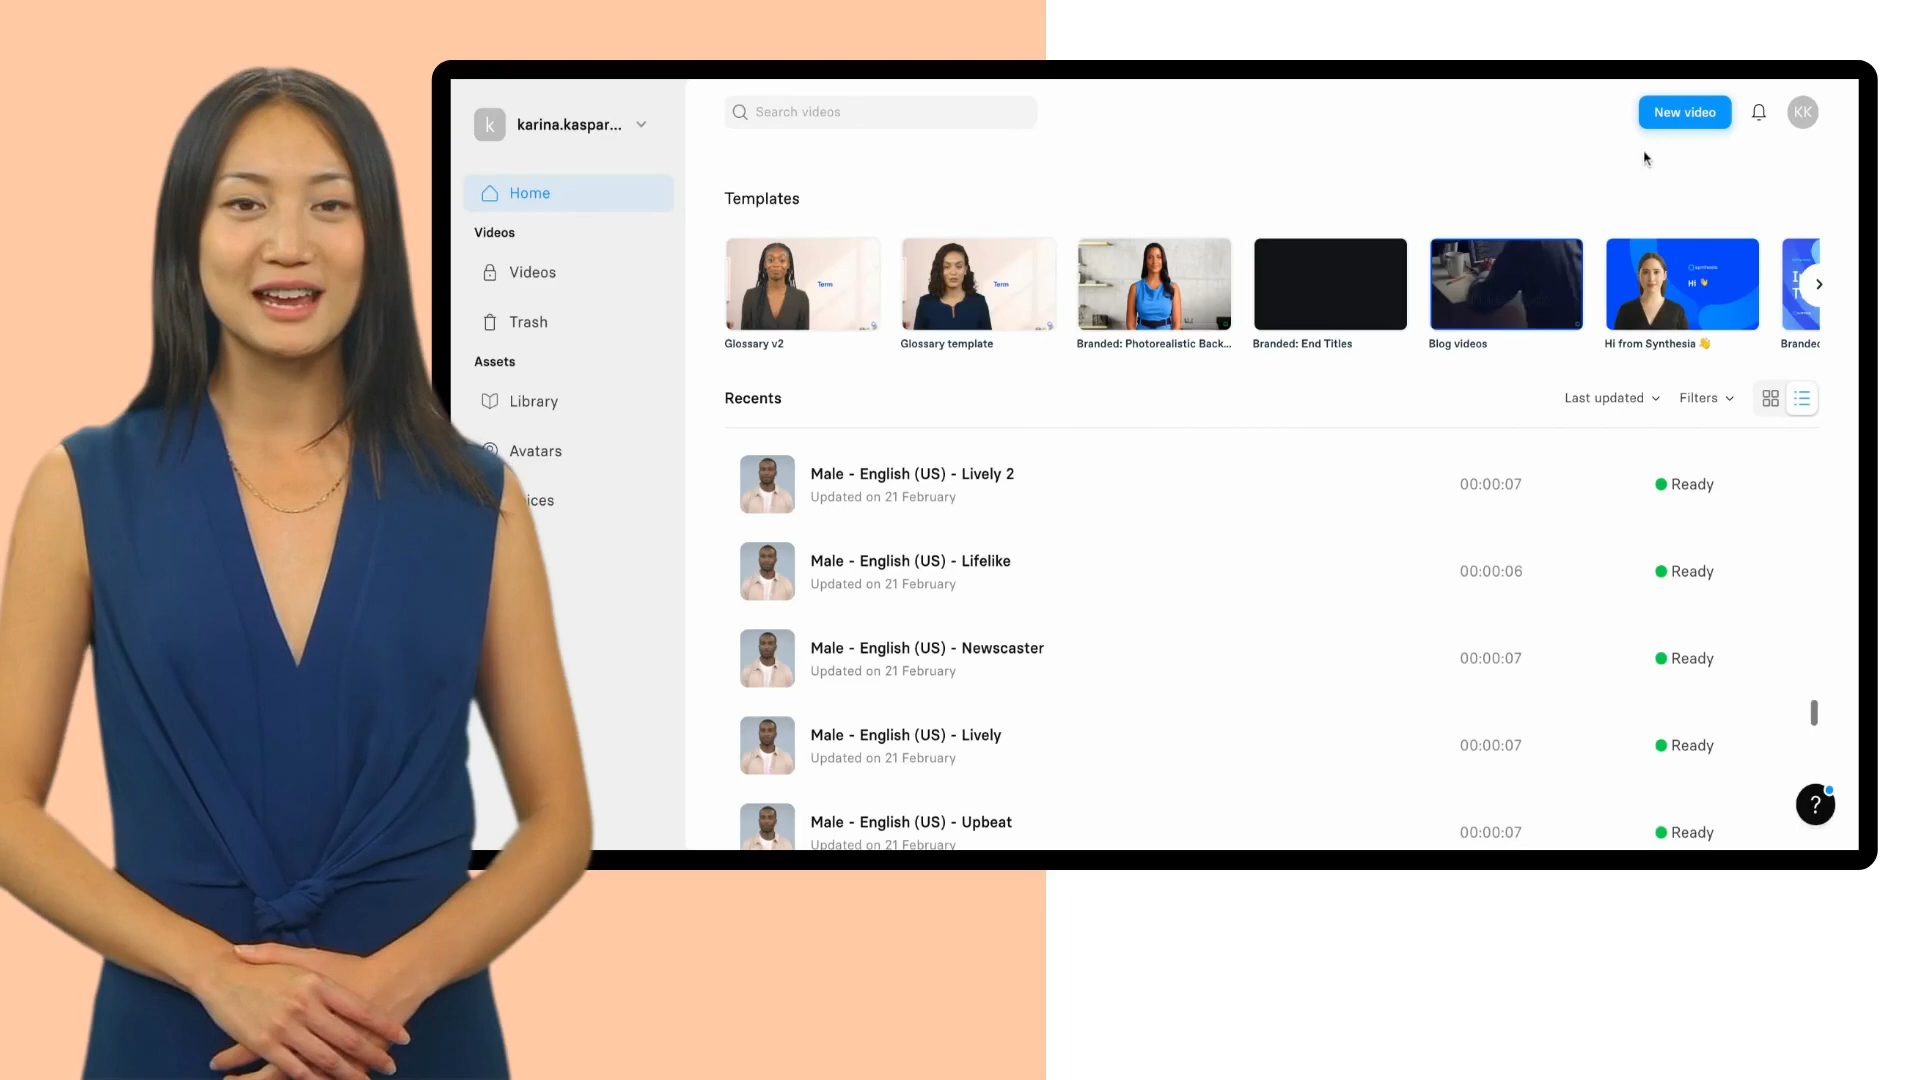 k
karina.kaspar...
Home
Videos
Videos
Trash
Assets
Library
Avatars
ices
Search videos
New video
KK
Templates
Term
Glossary v2
Term
Glossary template
Branded: Photorealistic Back...
Branded: End Titles
Blog videos
synthesia
Hi 👋
Hi from Synthesia 👋
Brandec
Recents
Last updated
Filters
Male - English (US) - Lively 2
Updated on 21 February
00:00:07
Ready
Male - English (US) - Lifelike
Updated on 21 February
00:00:06
Ready
Male - English (US) - Newscaster
Updated on 21 February
00:00:07
Ready
Male - English (US) - Lively
Updated on 21 February
00:00:07
Ready
Male - English (US) - Upbeat
Updated on 21 February
00:00:07
Ready
?